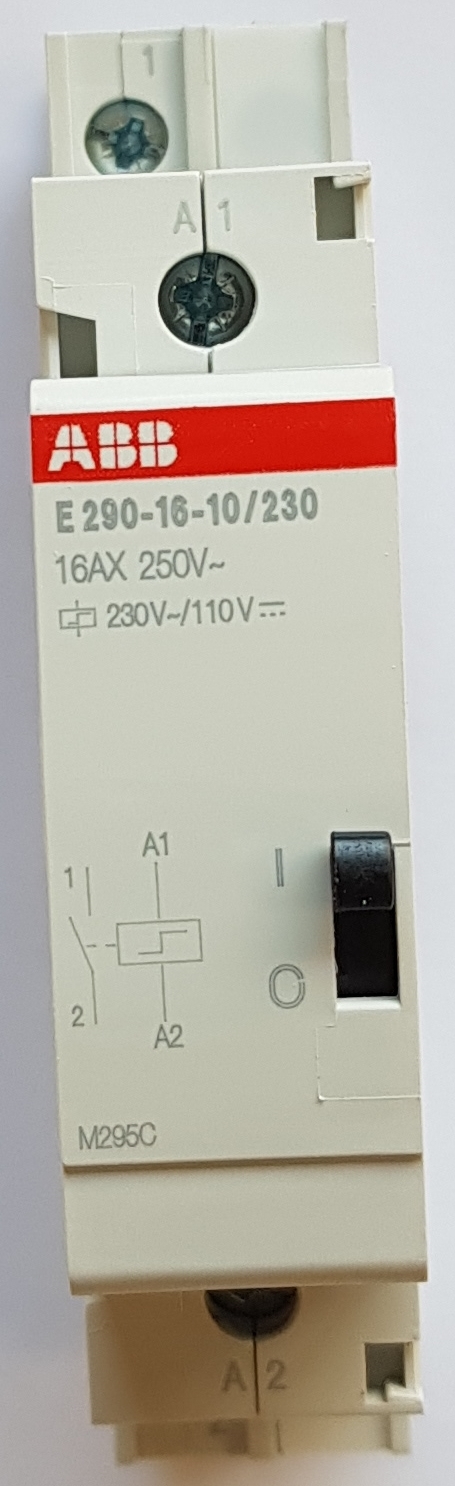 1
A 1
ABB
E 290-16-10/230
16AX 250V~
230V~/110V⎓
A1
1
I
O
2
A2
M295C
A 2